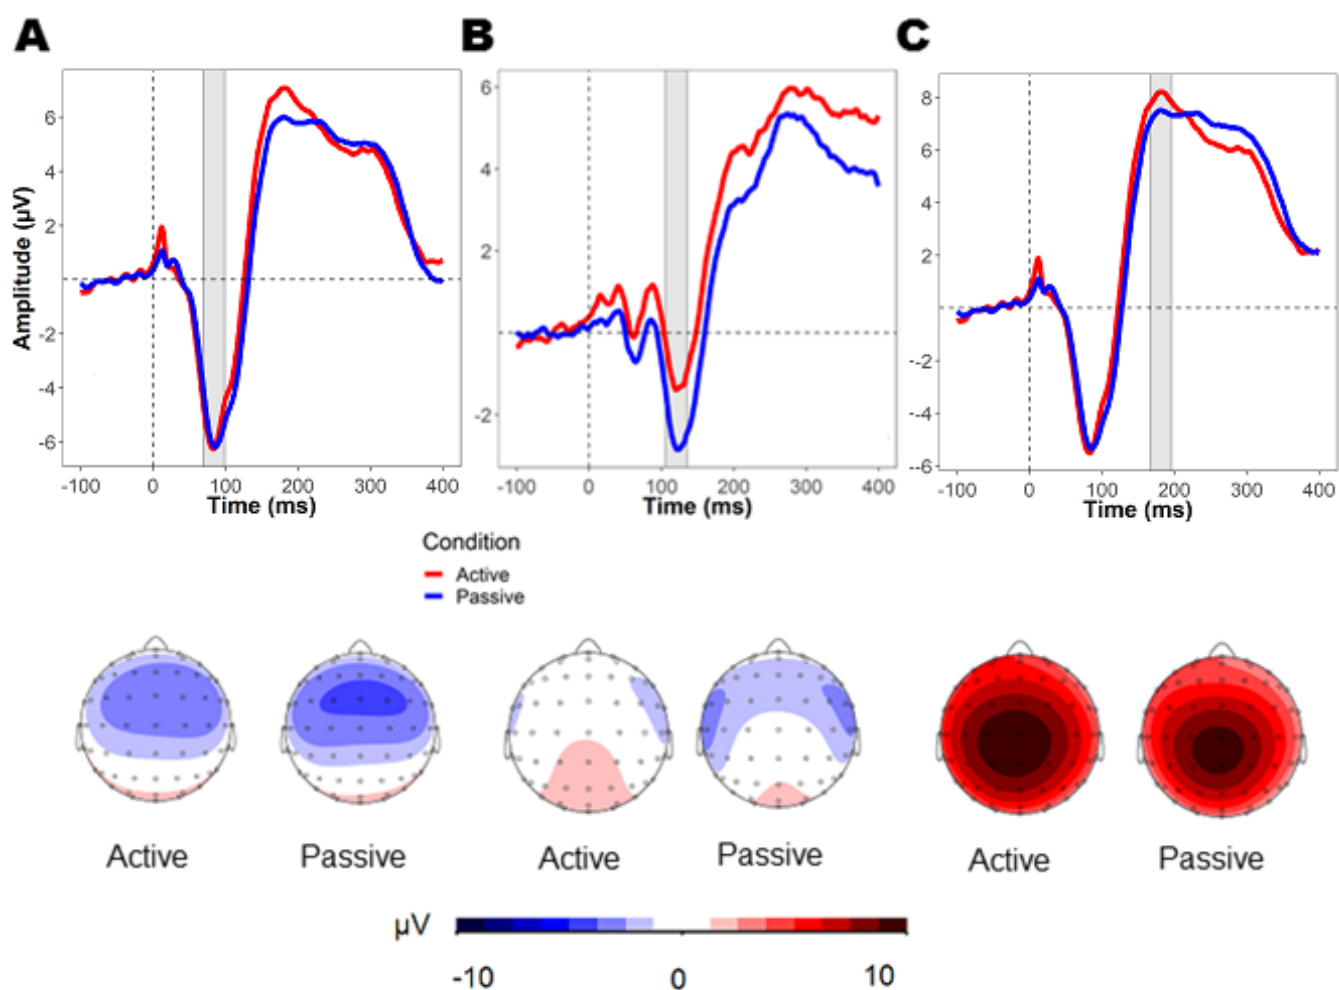 A B C
6
4
2
-2
-4
-6
Amplitude (µV)
-100 0 100 200 300 400
Time (ms)
6
4
2
-2
-100 0 100 200 300 400
Time (ms)
8
6
4
2
-2
-4
-6
-100 0 100 200 300 400
Time (ms)
Condition
Active
Passive
Active Passive Active Passive Active Passive
µV
-10 0 10